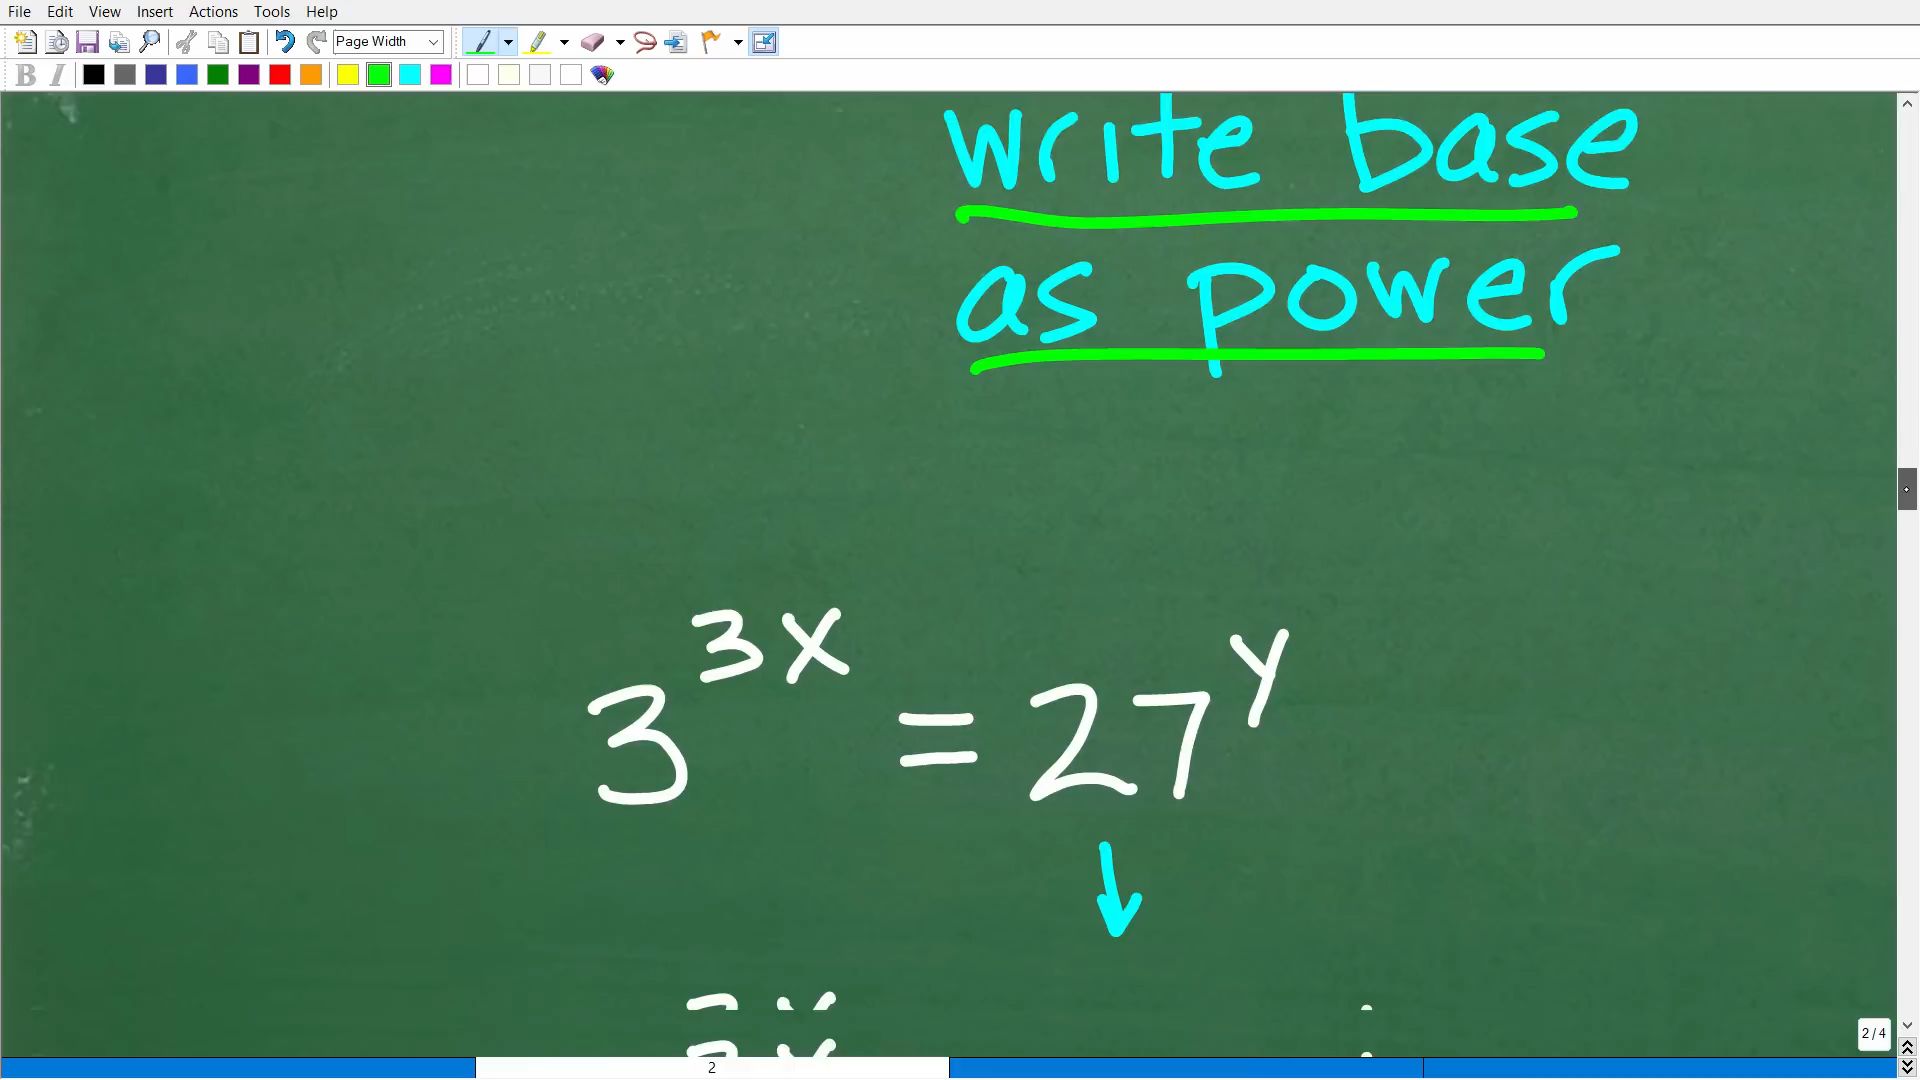 File Edit View Insert Actions Tools Help
Page Width
B I
write base
as power
3^{3x} = 27^y
2 / 4
2